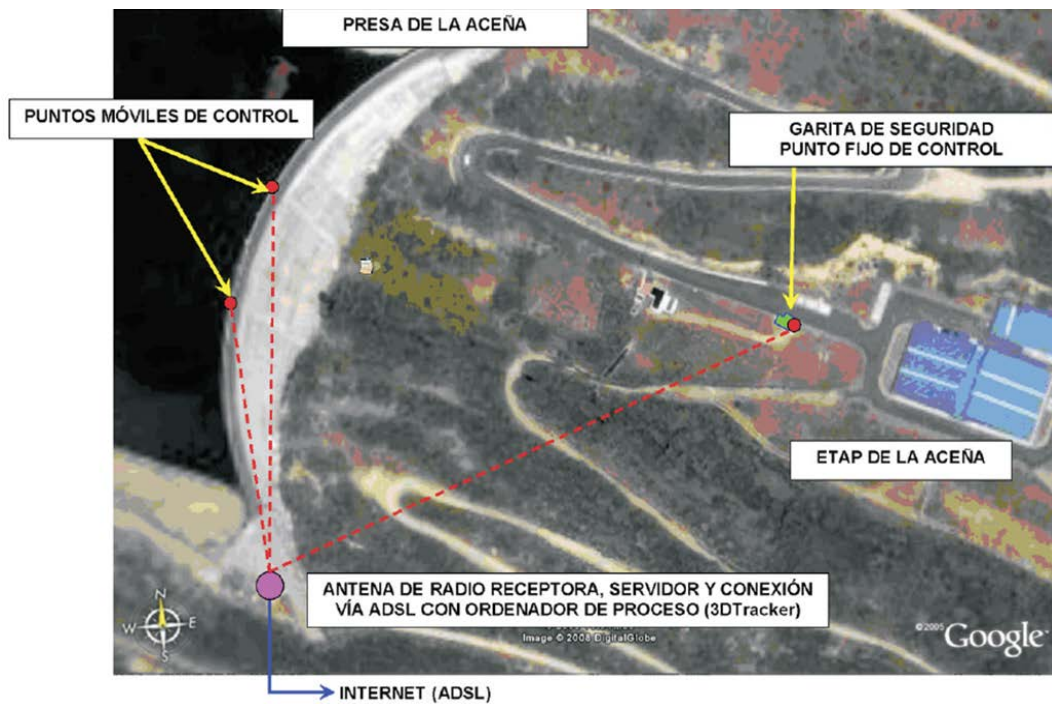 PRESA DE LA ACEÑA
PUNTOS MÓVILES DE CONTROL
GARITA DE SEGURIDAD
PUNTO FIJO DE CONTROL
ETAP DE LA ACEÑA
ANTENA DE RADIO RECEPTORA, SERVIDOR Y CONEXIÓN
VÍA ADSL CON ORDENADOR DE PROCESO (3DTracker)
Image © 2008 DigitalGlobe
©2005 Google
N
W E
S
INTERNET (ADSL)